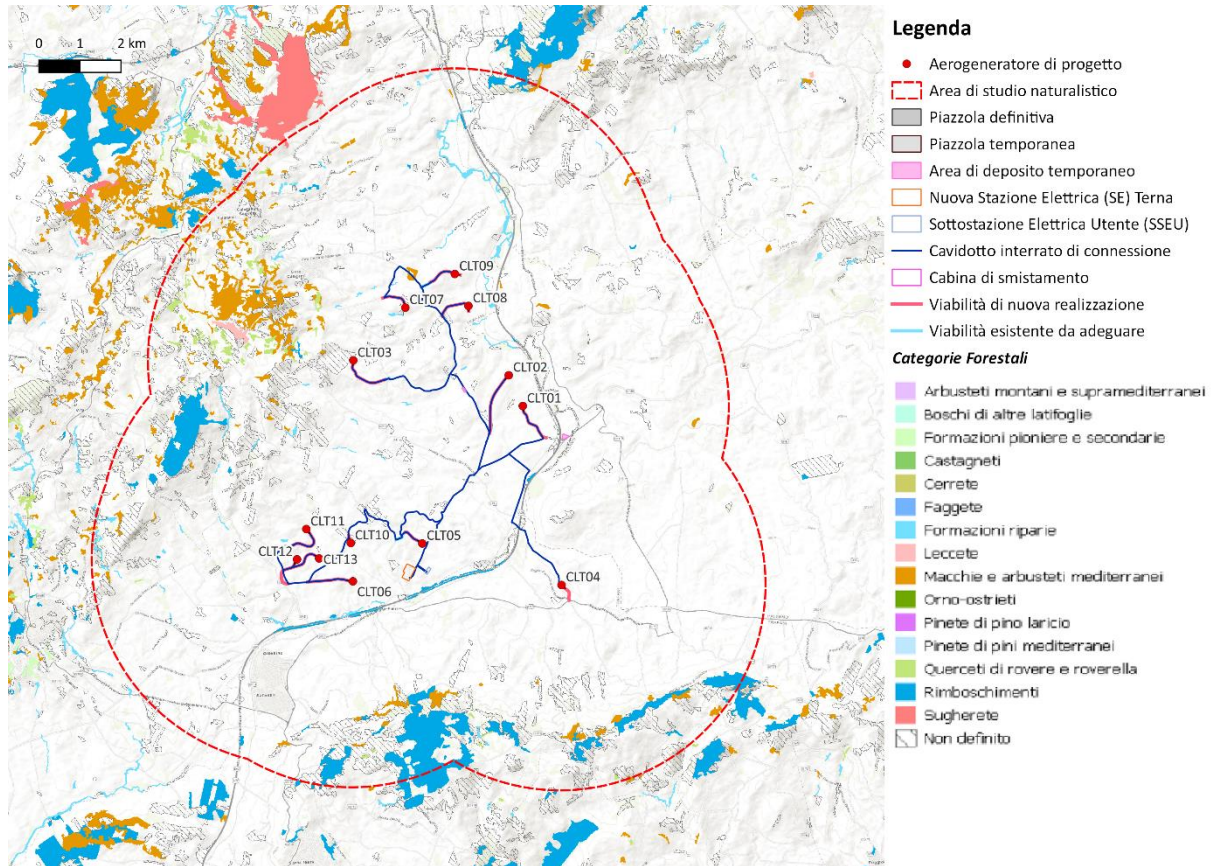 0 1 2 km
CLT09
CLT07
CLT08
CLT03
CLT02
CLT01
CLT11
CLT10
CLT05
CLT12
CLT13
CLT06
CLT04
Legenda
Aerogeneratore di progetto
Area di studio naturalistico
Piazzola definitiva
Piazzola temporanea
Area di deposito temporaneo
Nuova Stazione Elettrica (SE) Terna
Sottostazione Elettrica Utente (SSEU)
Cavidotto interrato di connessione
Cabina di smistamento
Viabilità di nuova realizzazione
Viabilità esistente da adeguare
Categorie Forestali
Arbusteti montani e supramediterranei
Boschi di altre latifoglie
Formazioni pioniere e secondarie
Castagneti
Cerrete
Faggete
Formazioni riparie
Leccete
Macchie e arbusteti mediterranei
Orno-ostrieti
Pinete di pino laricio
Pinete di pini mediterranei
Querceti di rovere e roverella
Rimboschimenti
Sugherete
Non definito